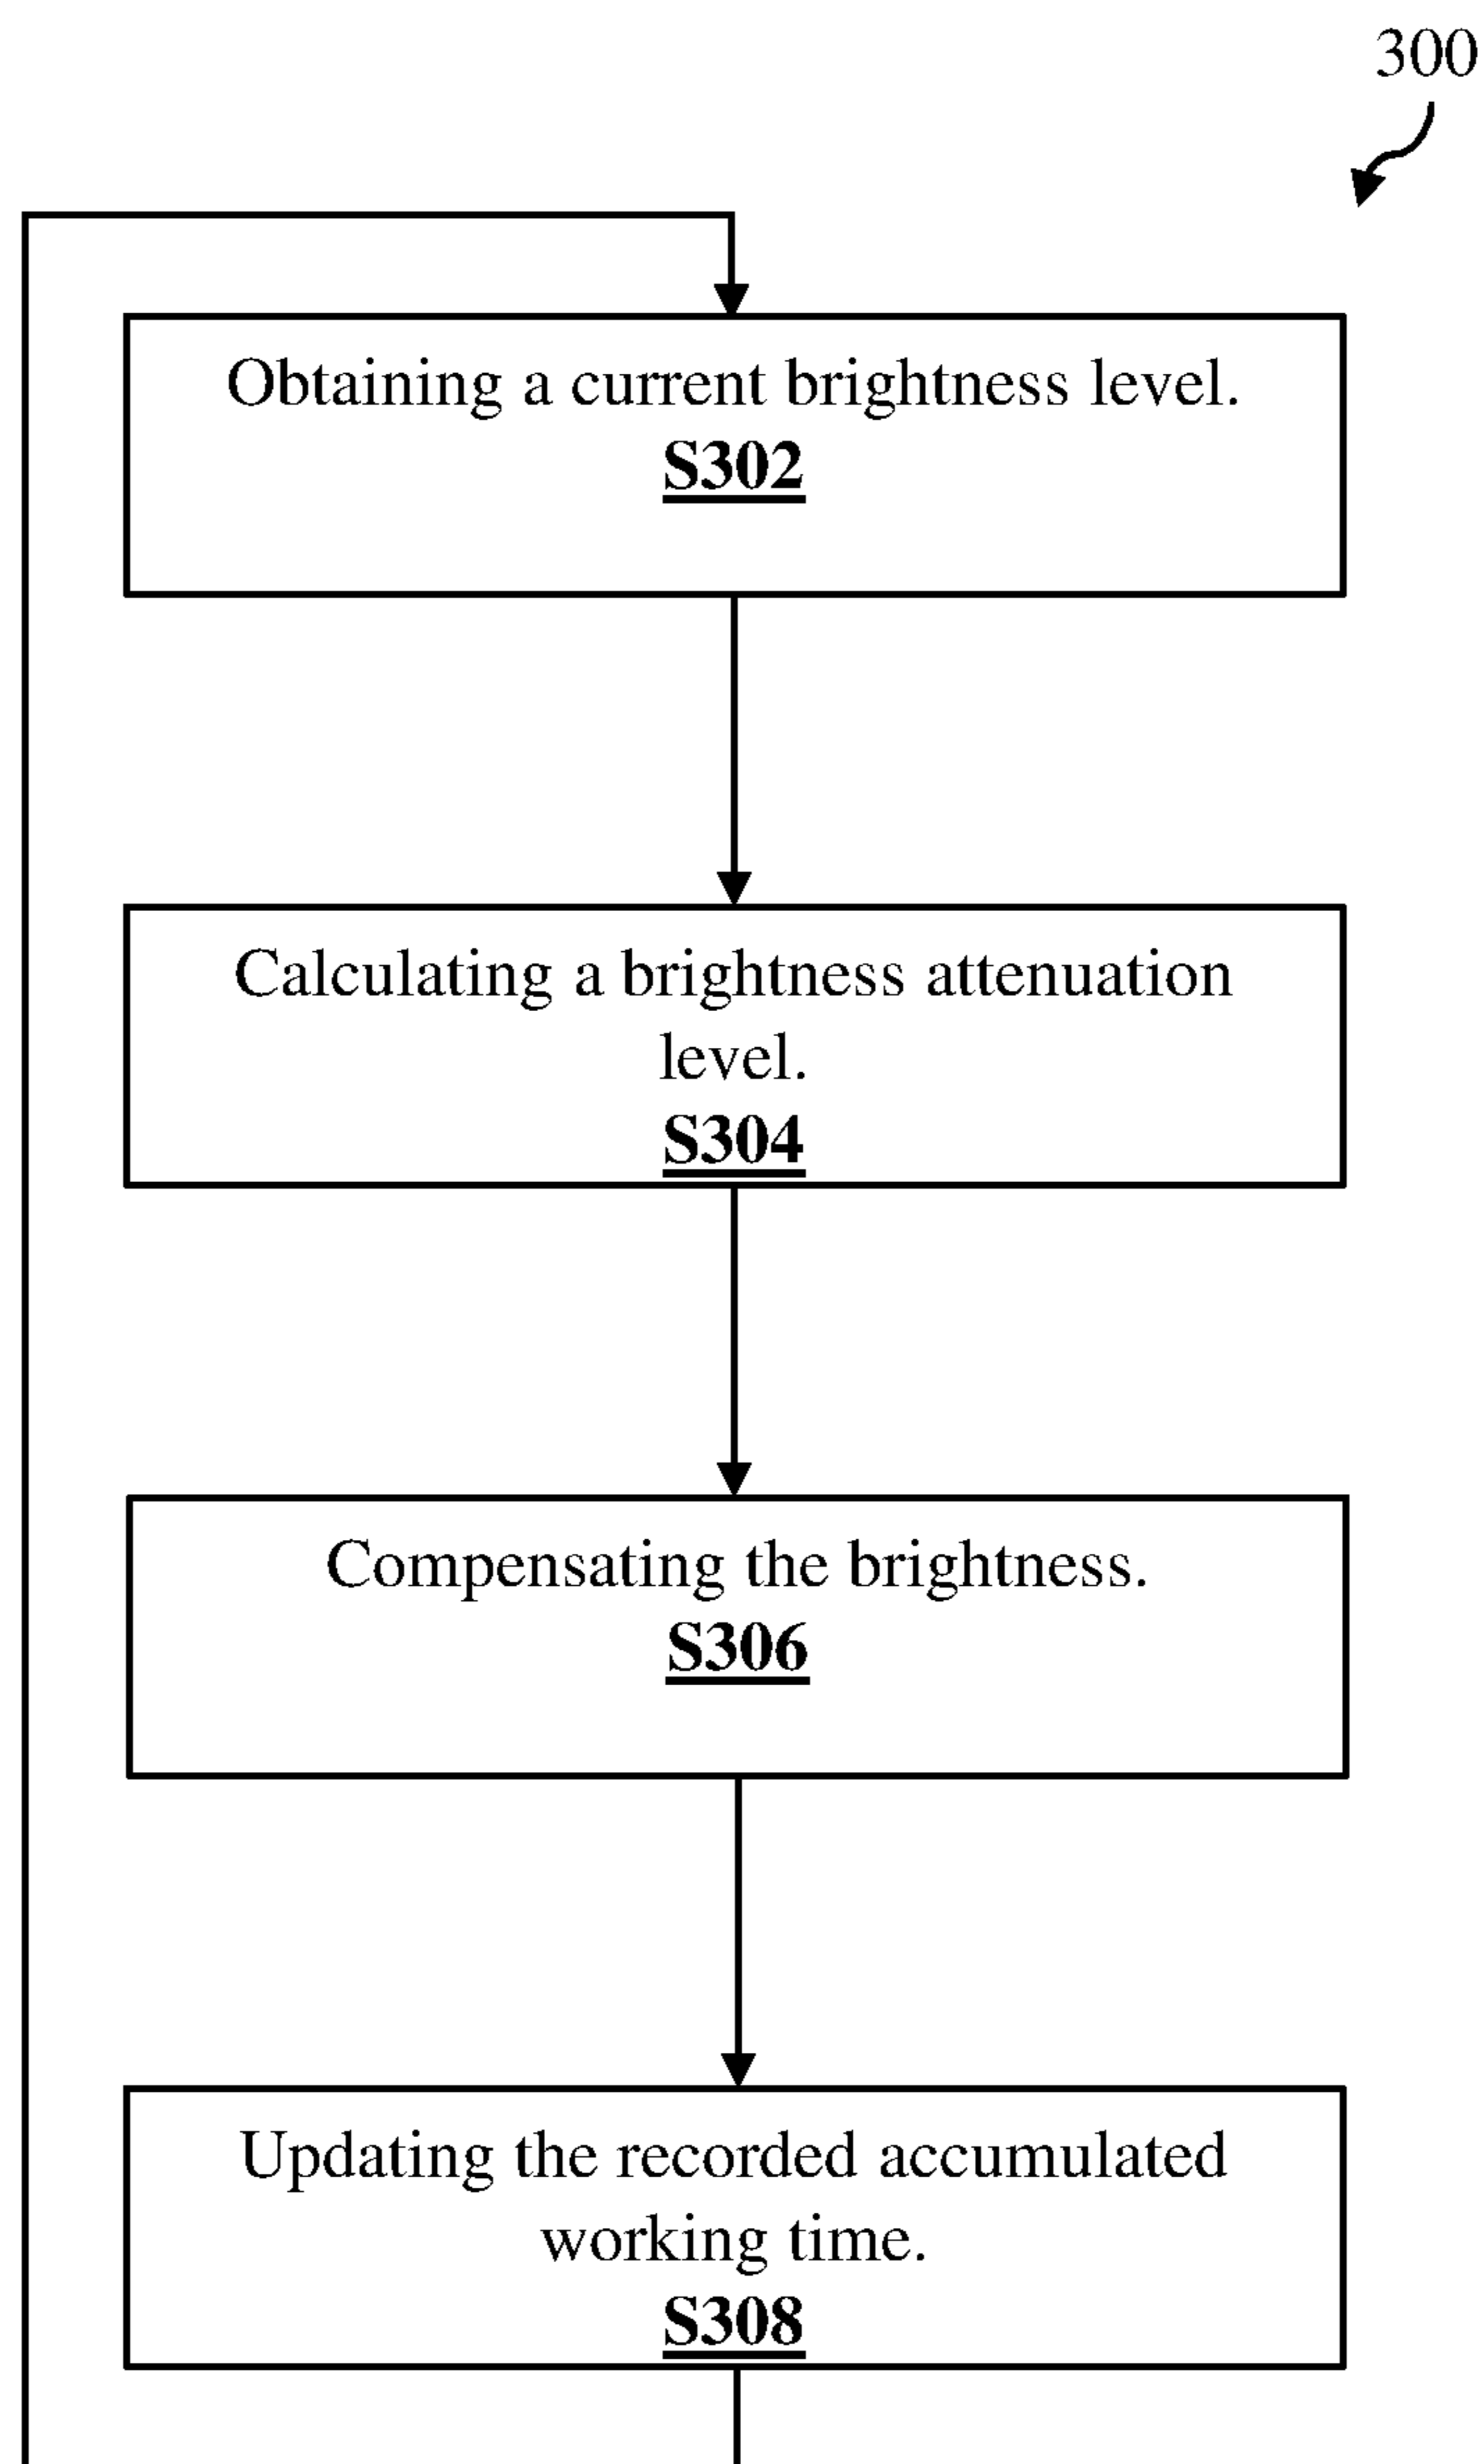 300
Obtaining a current brightness level.
S302
Calculating a brightness attenuation
level.
S304
Compensating the brightness.
S306
Updating the recorded accumulated
working time.
S308